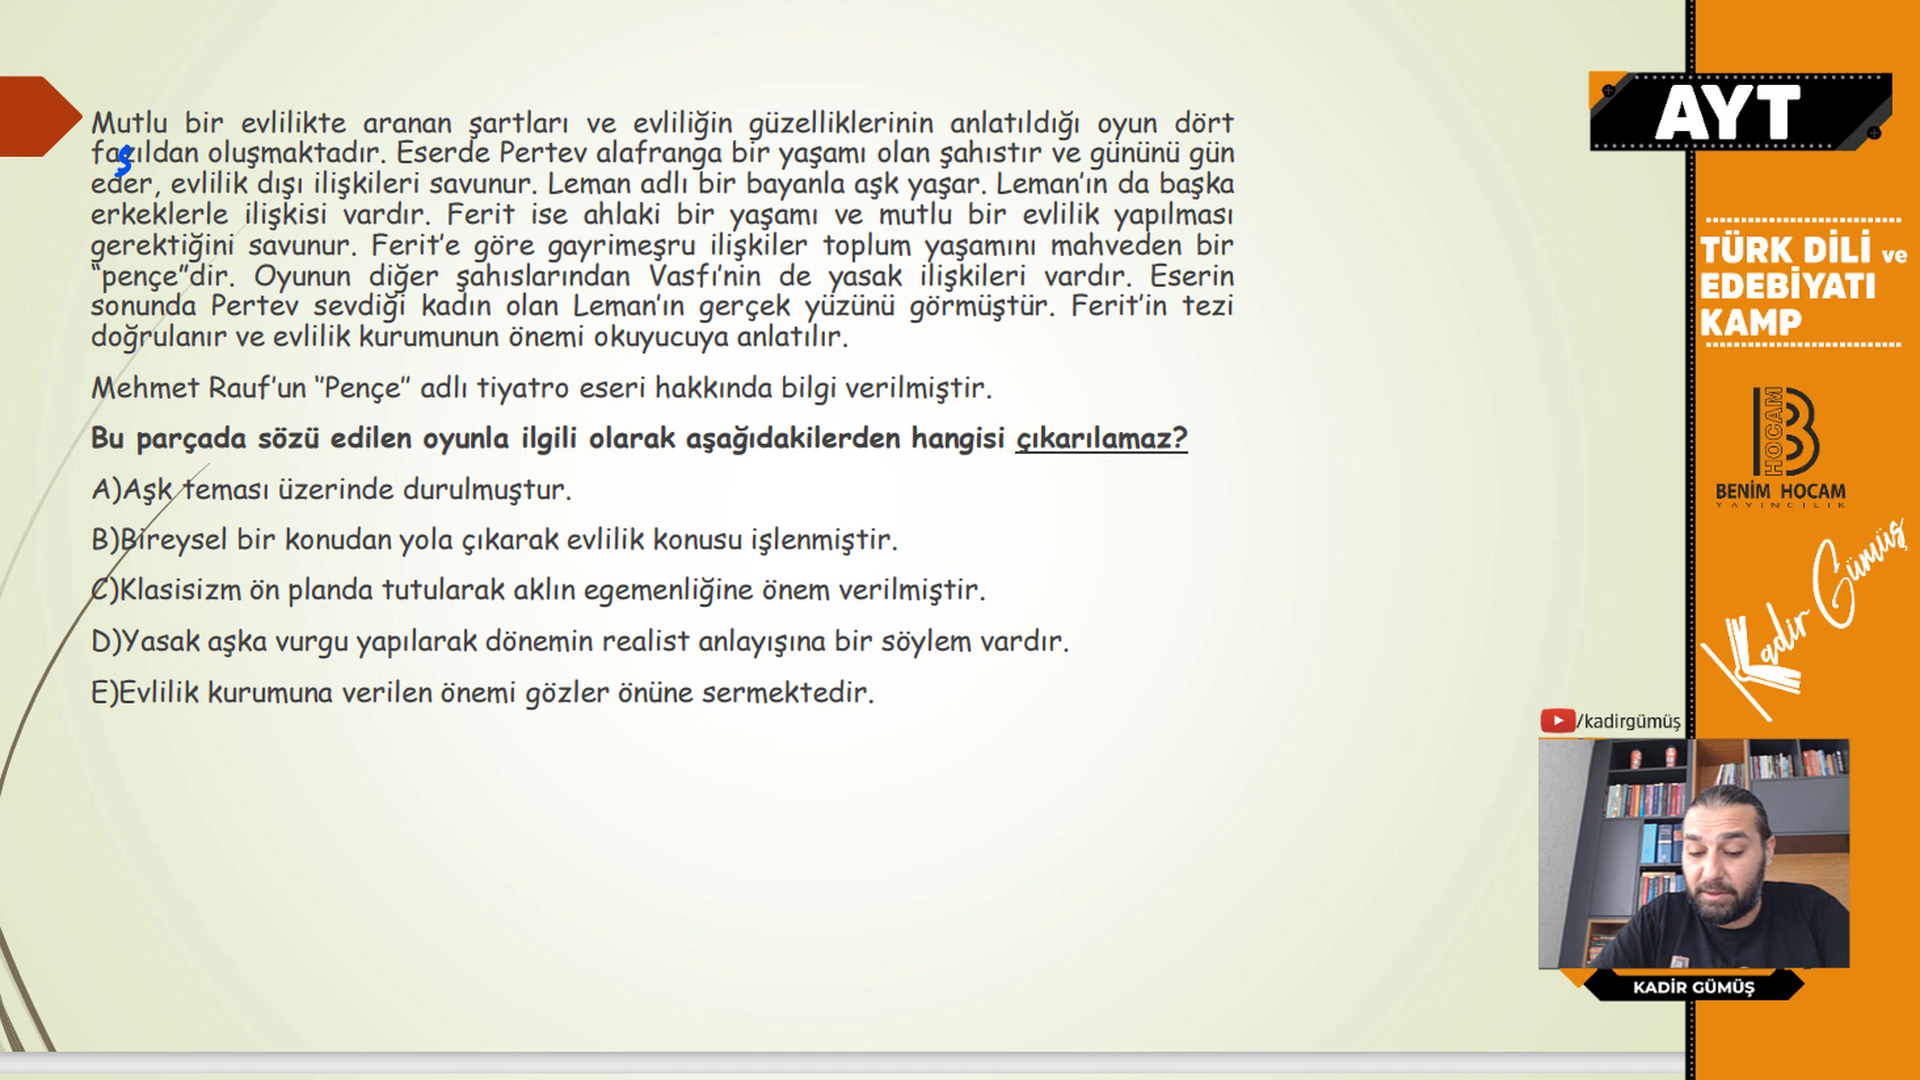 Mutlu bir evlilikte aranan şartları ve evliliğin güzelliklerinin anlatıldığı oyun dört
fazıldan oluşmaktadır. Eserde Pertev alafranga bir yaşamı olan şahıstır ve gününü gün
eder, evlilik dışı ilişkileri savunur. Leman adlı bir bayanla aşk yaşar. Leman’ın da başka
erkeklerle ilişkisi vardır. Ferit ise ahlaki bir yaşamı ve mutlu bir evlilik yapılması
gerektiğini savunur. Ferit’e göre gayrimeşru ilişkiler toplum yaşamını mahveden bir
“pençe”dir. Oyunun diğer şahıslarından Vasfı’nin de yasak ilişkileri vardır. Eserin
sonunda Pertev sevdiği kadın olan Leman’ın gerçek yüzünü görmüştür. Ferit’in tezi
doğrulanır ve evlilik kurumunun önemi okuyucuya anlatılır.
Mehmet Rauf’un “Pençe” adlı tiyatro eseri hakkında bilgi verilmiştir.
Bu parçada sözü edilen oyunla ilgili olarak aşağıdakilerden hangisi çıkarılamaz?
A)Aşk teması üzerinde durulmuştur.
B)Bireysel bir konudan yola çıkarak evlilik konusu işlenmiştir.
C)Klasisizm ön planda tutularak aklın egemenliğine önem verilmiştir.
D)Yasak aşka vurgu yapılarak dönemin realist anlayışına bir söylem vardır.
E)Evlilik kurumuna verilen önemi gözler önüne sermektedir.
AYT
TÜRK DİLİ ve
EDEBİYATI
KAMP
HOCAM
BENİM HOCAM
YAYINCILIK
Kadir Gümüş
/kadirgümüş
KADİR GÜMÜŞ